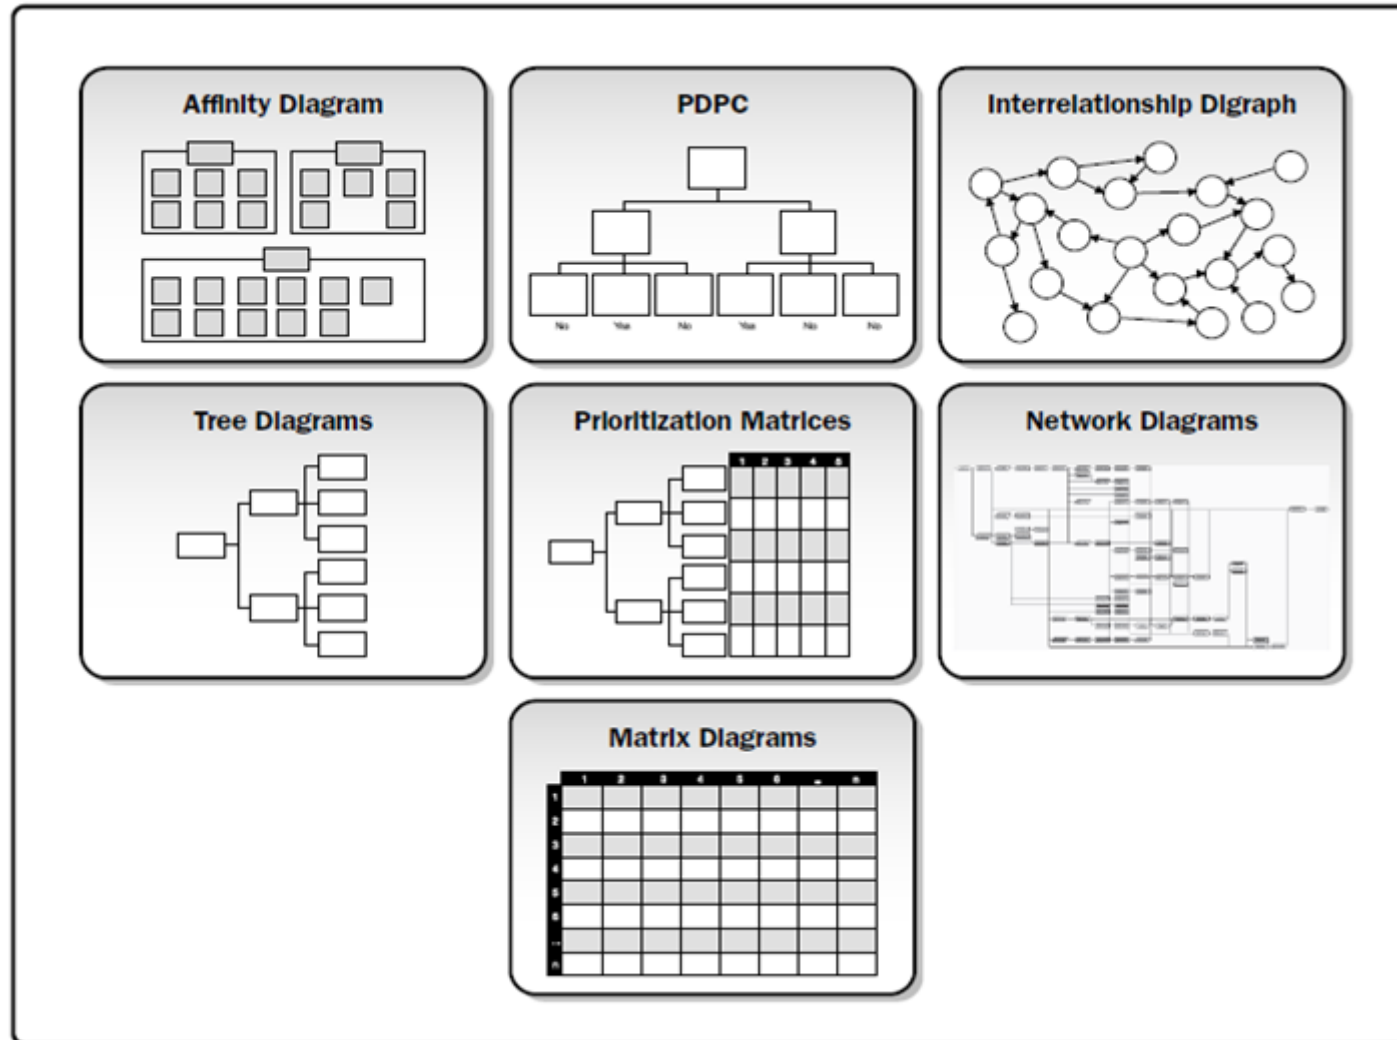 Affinity Diagram
PDPC
Interrelationship Digraph
No Yes No Yes No No
Tree Diagrams
Prioritization Matrices
Network Diagrams
1 2 3 4 5
Matrix Diagrams
1 2 3 4 5 6 n
1
2
3
4
5
6
n